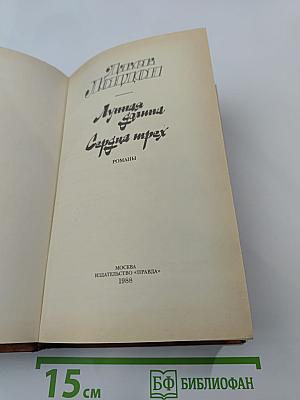 Джек
Лондон
Лунная
долина
Сердца трех
РОМАНЫ
МОСКВА
ИЗДАТЕЛЬСТВО «ПРАВДА»
1988
15 см
БФ БИБЛИОФАН